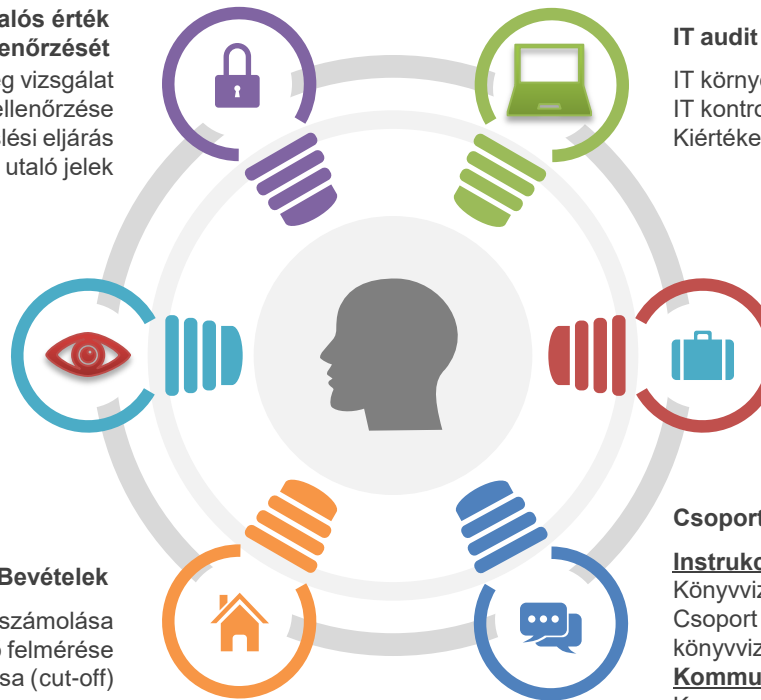 alós érték
enőrzését
g vizsgálat
ellenőrzése
lési eljárás
utaló jelek
IT audit
IT környe
IT kontro
Kiértéke
Bevételek
számolása
felmérése
sa (cut-off)
Csoport
Instrukc
Könyvviz
Csoport
könyvviz
Kommu